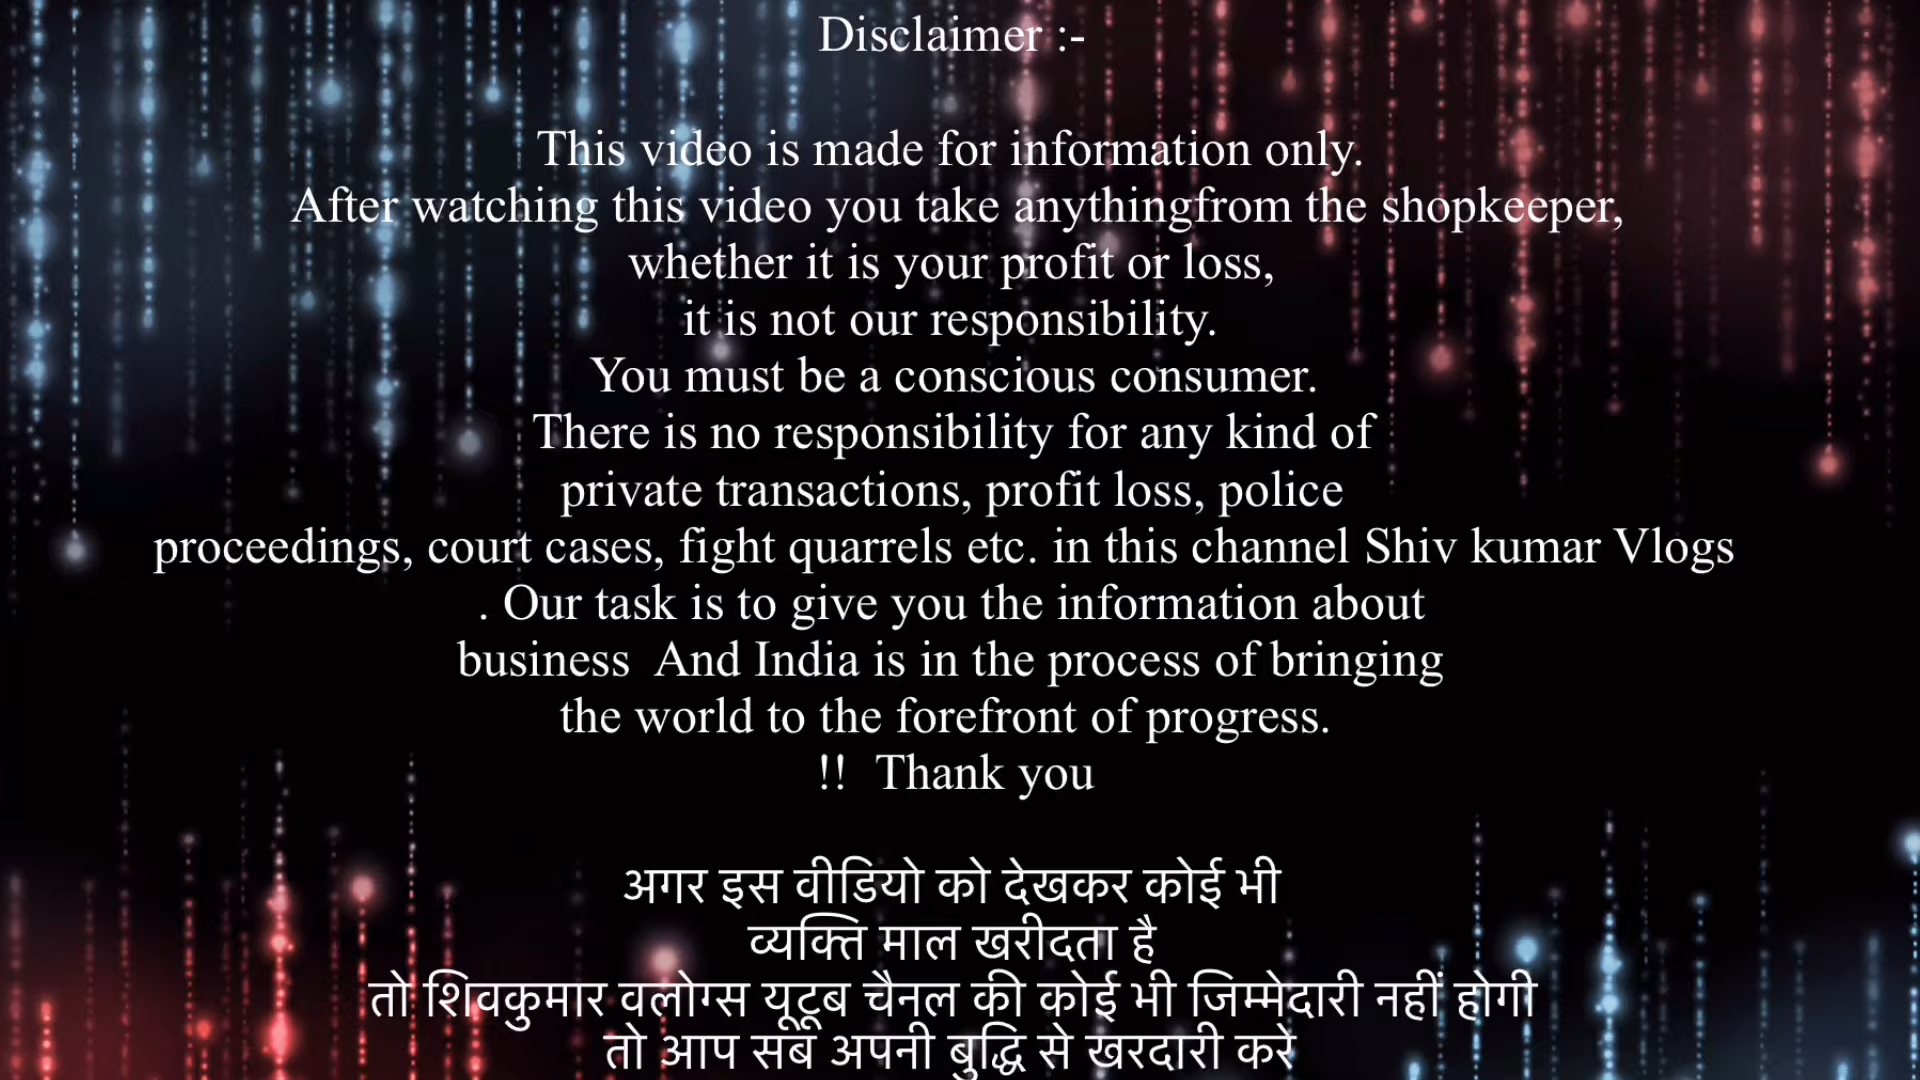 Disclaimer :-
This video is made for information only.
After watching this video you take anythingfrom the shopkeeper,
whether it is your profit or loss,
it is not our responsibility.
You must be a conscious consumer.
There is no responsibility for any kind of
private transactions, profit loss, police
proceedings, court cases, fight quarrels etc. in this channel Shiv kumar Vlogs
. Our task is to give you the information about
business  And India is in the process of bringing
the world to the forefront of progress.
!!  Thank you
अगर इस वीडियो को देखकर कोई भी
व्यक्ति माल खरीदता है
तो शिवकुमार वलोग्स यूटूब चैनल की कोई भी जिम्मेदारी नहीं होगी
तो आप सब अपनी बुद्धि से खरदारी करे